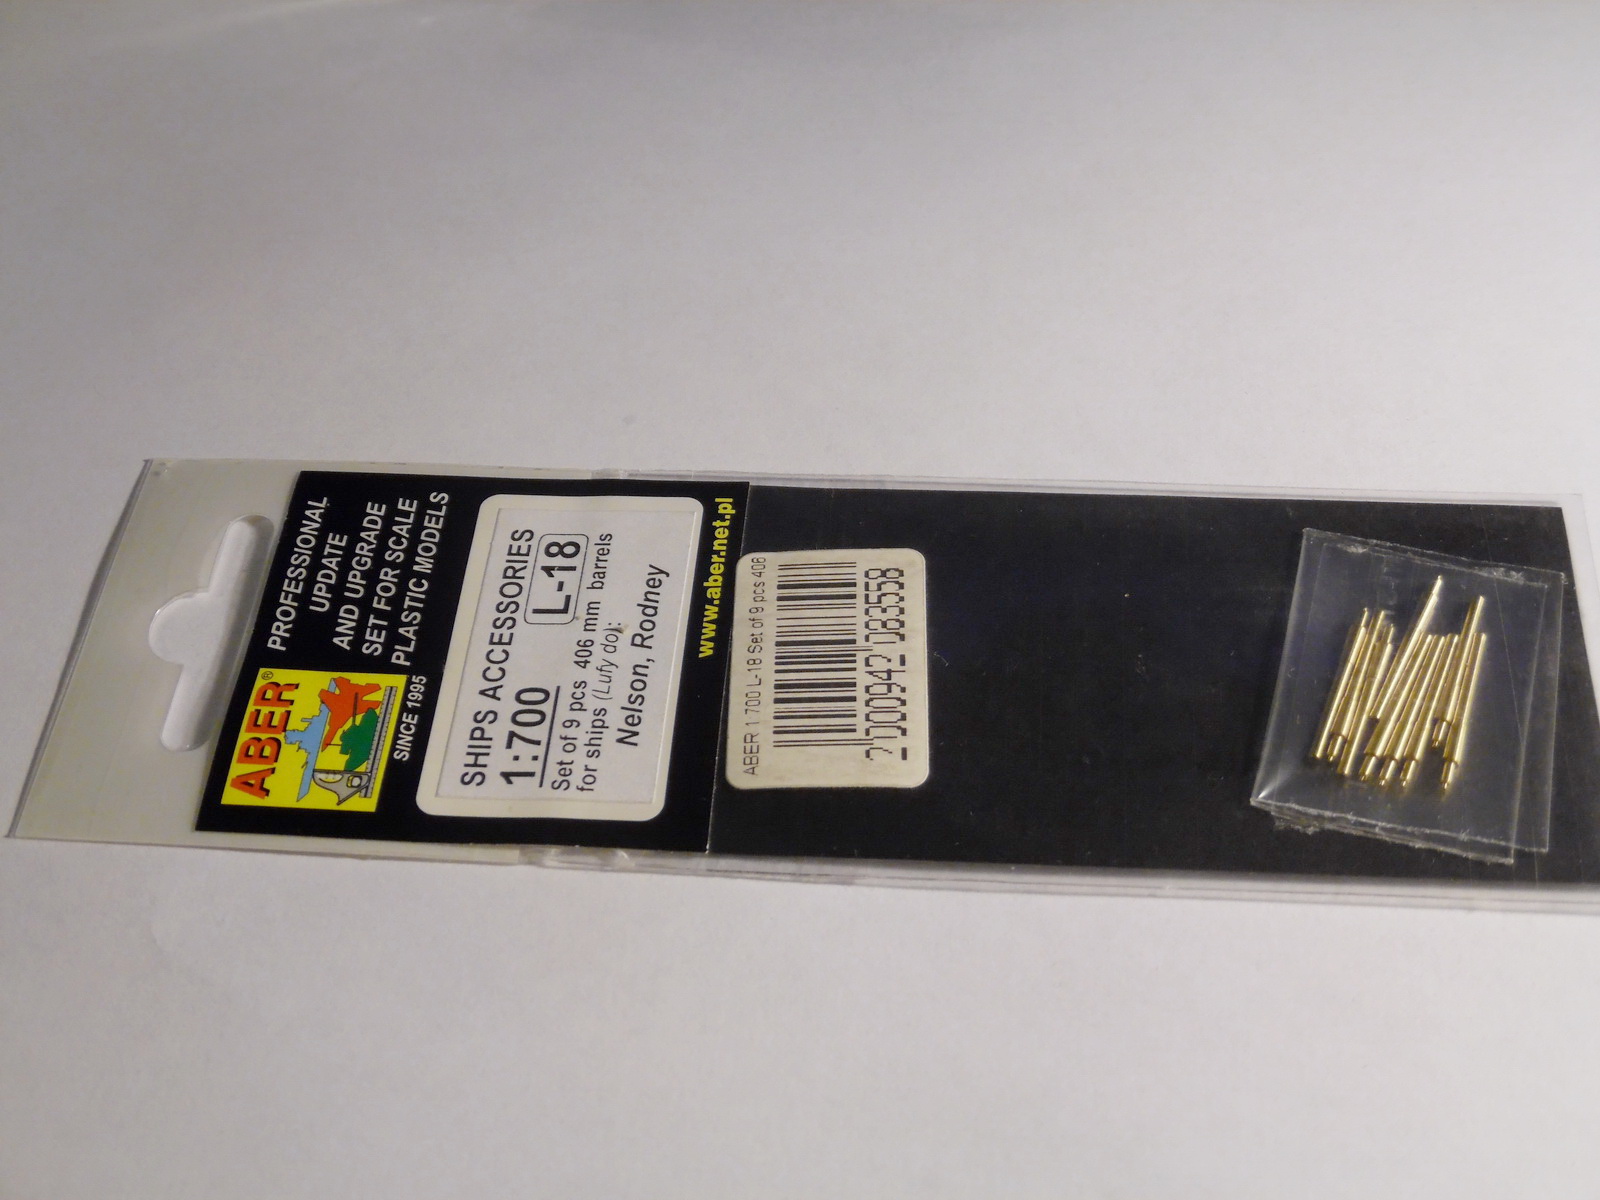 PROFESSIONAL
UPDATE
AND UPGRADE
SET FOR SCALE
PLASTIC MODELS
ABER®
SINCE 1995
SHIPS ACCESSORIES
1:700 L-18
Set of 9 pcs 406 mm barrels
for ships (Lufy do):
Nelson, Rodney
www.aber.net.pl
ABER 1 700 L-18 Set of 9 pcs 406
2000942 083558